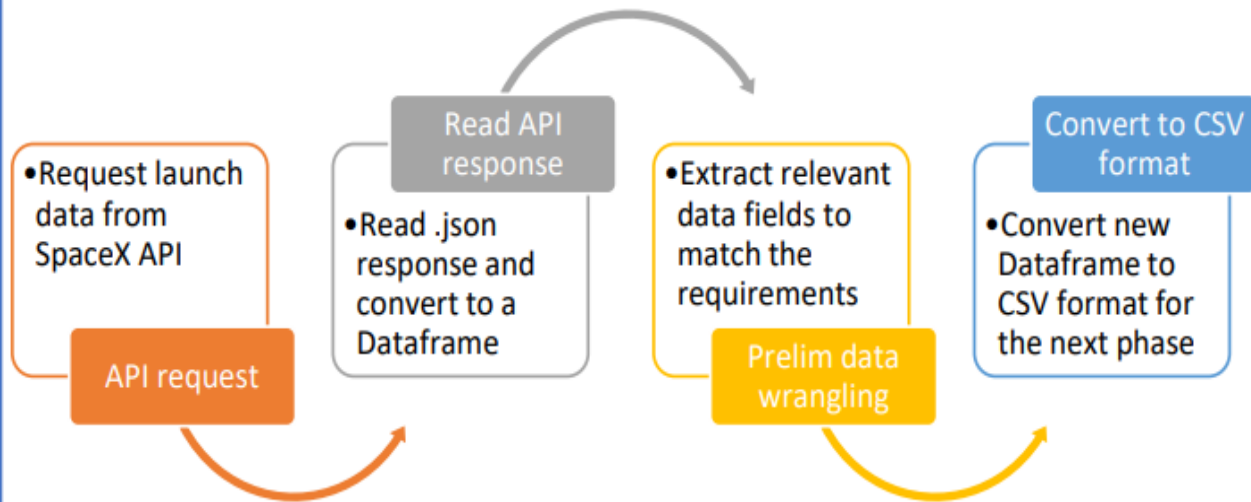 •Request launch
data from
SpaceX API
API request
Read API
response
•Read .json
response and
convert to a
Dataframe
•Extract relevant
data fields to
match the
requirements
Prelim data
wrangling
Convert to CSV
format
•Convert new
Dataframe to
CSV format for
the next phase